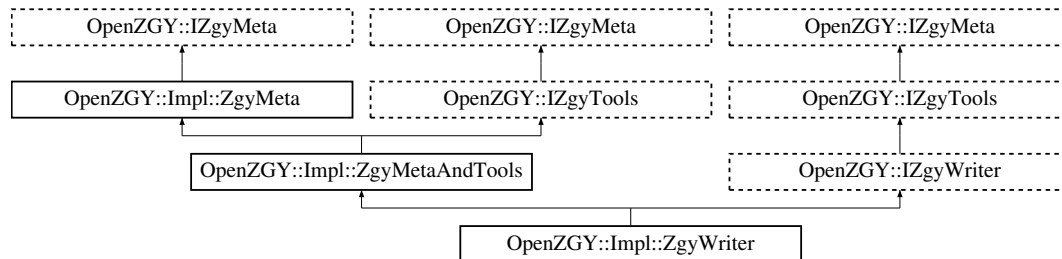 OpenZGY::IZgyMeta OpenZGY::IZgyMeta OpenZGY::IZgyMeta
OpenZGY::Impl::ZgyMeta OpenZGY::IZgyTools OpenZGY::IZgyTools
OpenZGY::Impl::ZgyMetaAndTools OpenZGY::IZgyWriter
OpenZGY::Impl::ZgyWriter